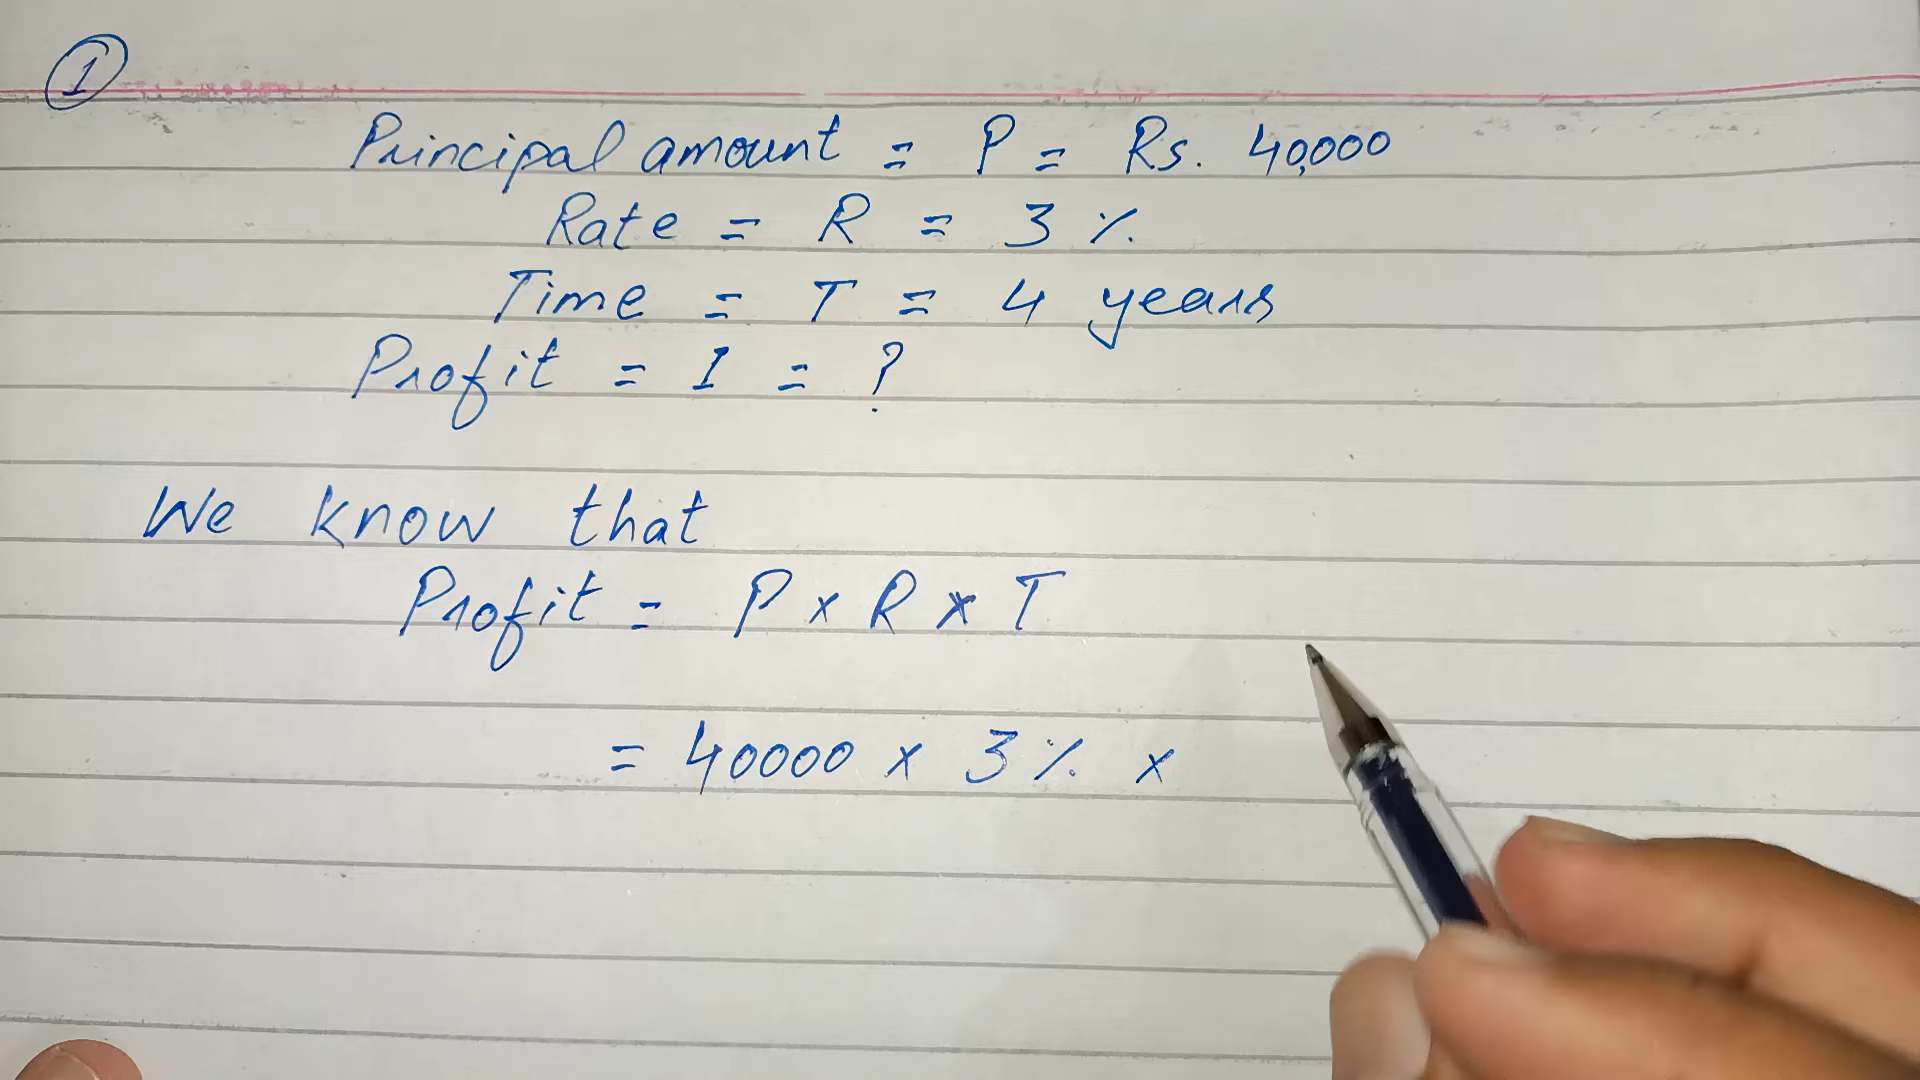 1
Principal amount = P = Rs. 40,000
Rate = R = 3 %
Time = T = 4 years
Profit = I = ?
We know that
Profit = P × R × T
= 40000 × 3 % ×